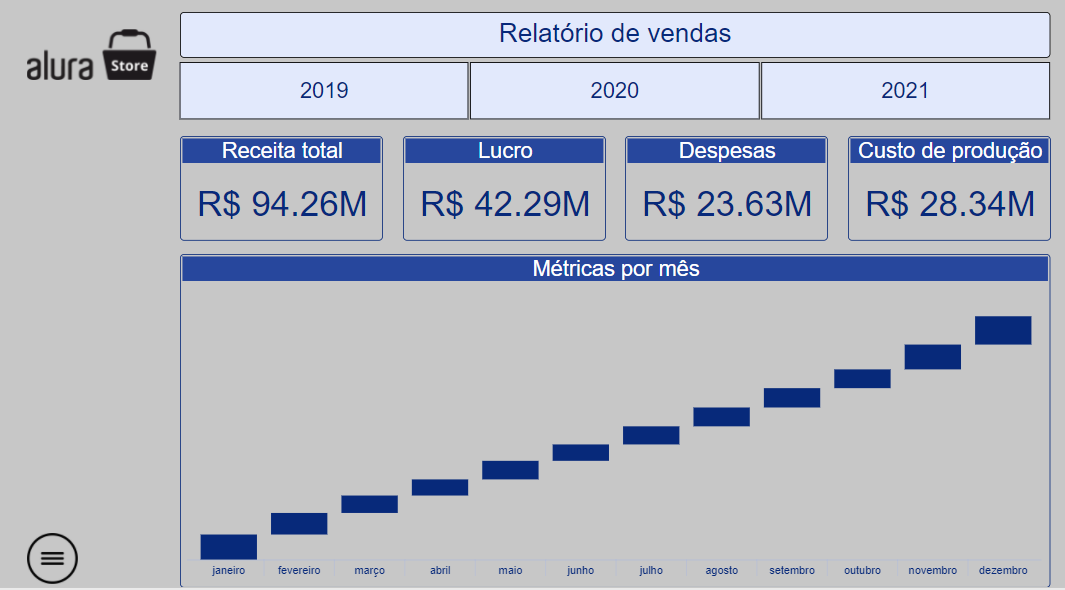 alura Store
Relatório de vendas
2019 2020 2021
Receita total Lucro Despesas Custo de produção
R$ 94.26M R$ 42.29M R$ 23.63M R$ 28.34M
Métricas por mês
janeiro fevereiro março abril maio junho julho agosto setembro outubro novembro dezembro